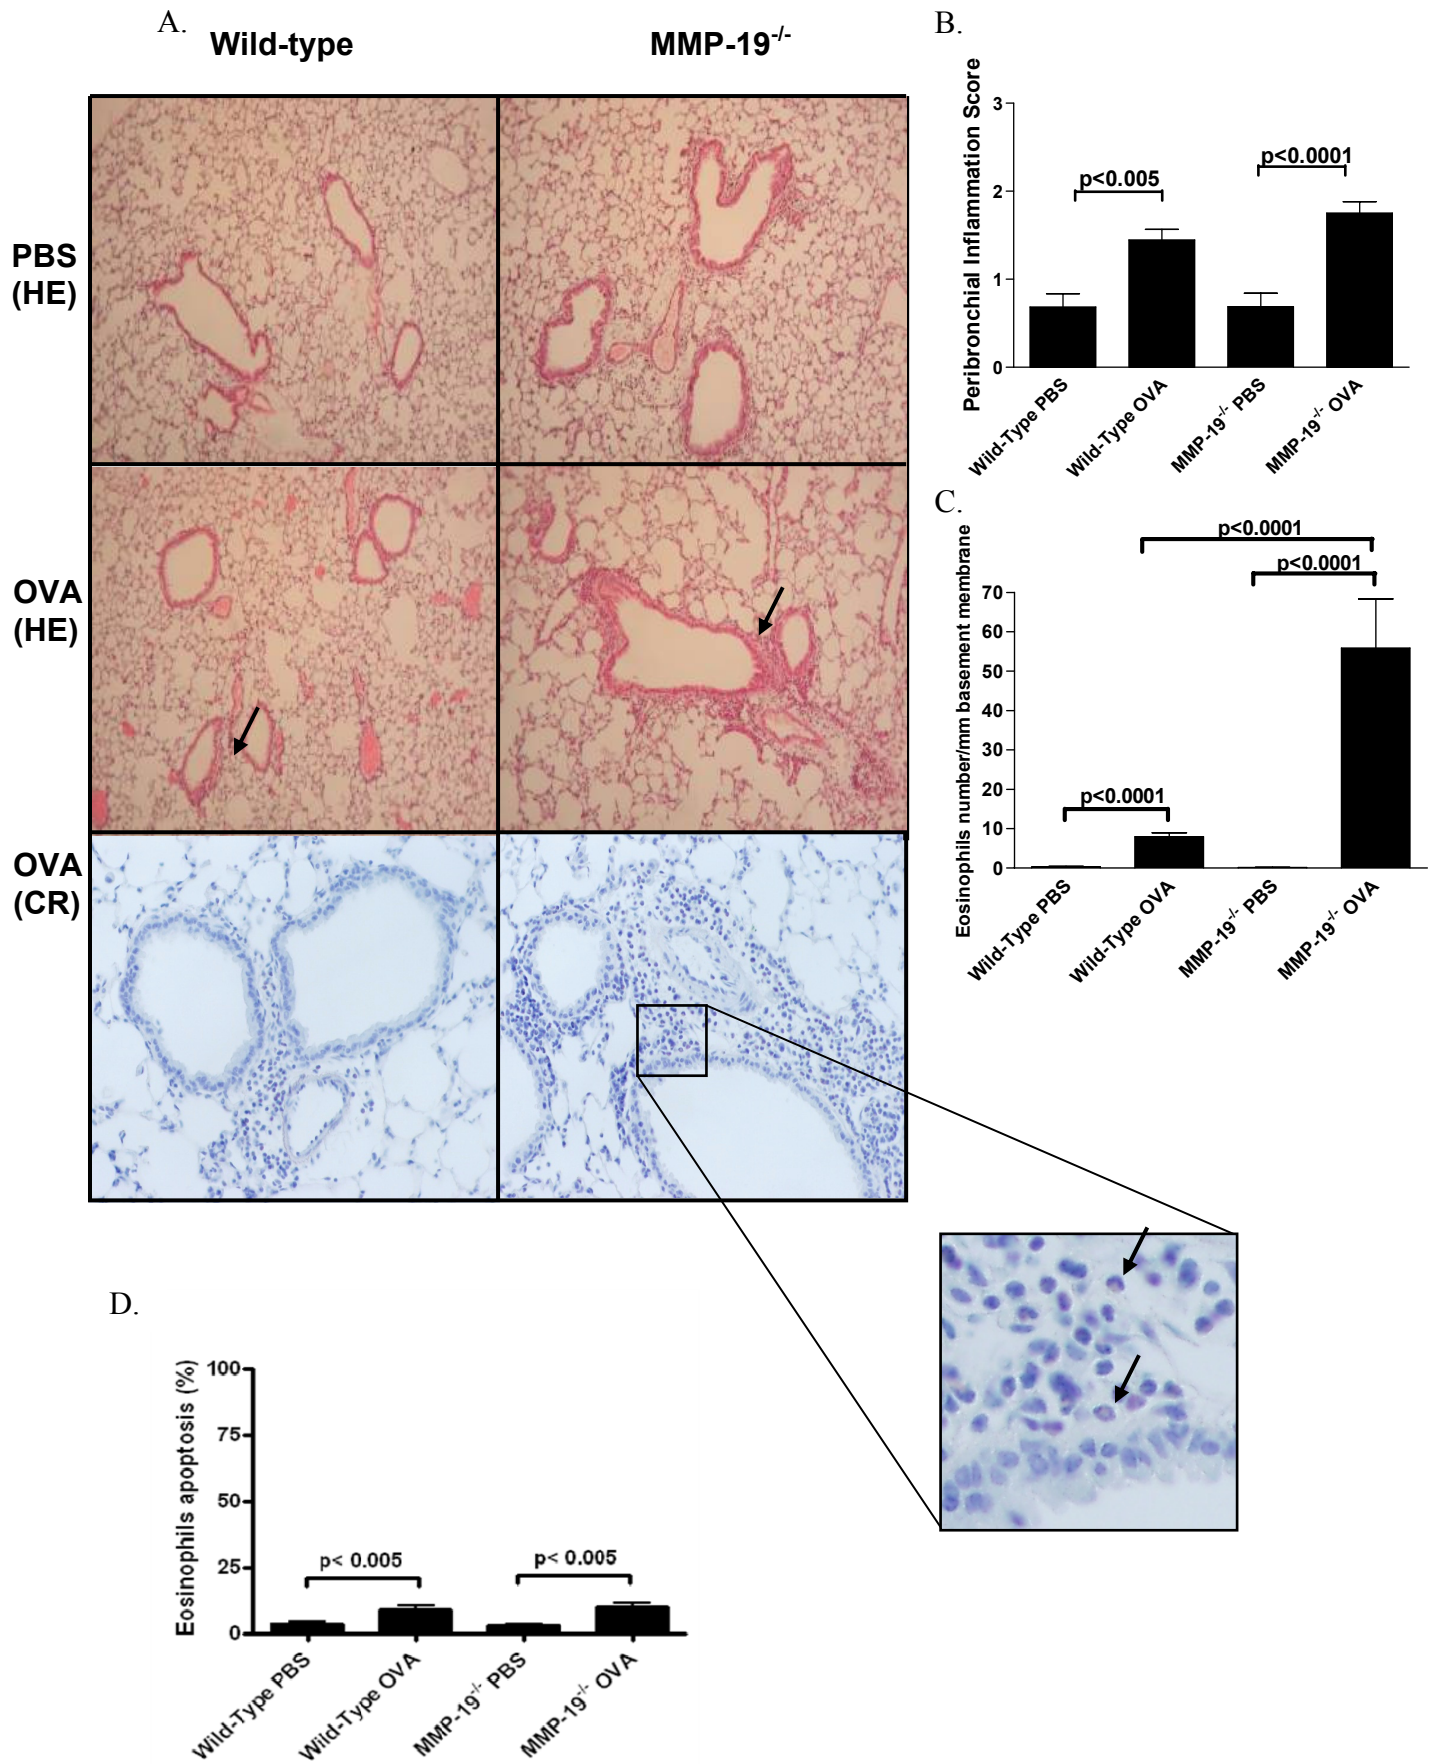 A.
Wild-type
MMP-19-/-
PBS
(HE)
OVA
(HE)
OVA
(CR)
B.
Peribronchial Inflammation Score
3
2
1
0
p<0.005
p<0.0001
Wild-Type PBS
Wild-Type OVA
MMP-19-/- PBS
MMP-19-/- OVA
C.
Eosinophils number/mm basement membrane
70
60
50
40
30
20
10
0
p<0.0001
p<0.0001
p<0.0001
Wild-Type PBS
Wild-Type OVA
MMP-19-/- PBS
MMP-19-/- OVA
D.
Eosinophils apoptosis (%)
100
75
50
25
0
p< 0.005
p< 0.005
Wild-Type PBS
Wild-Type OVA
MMP-19-/- PBS
MMP-19-/- OVA